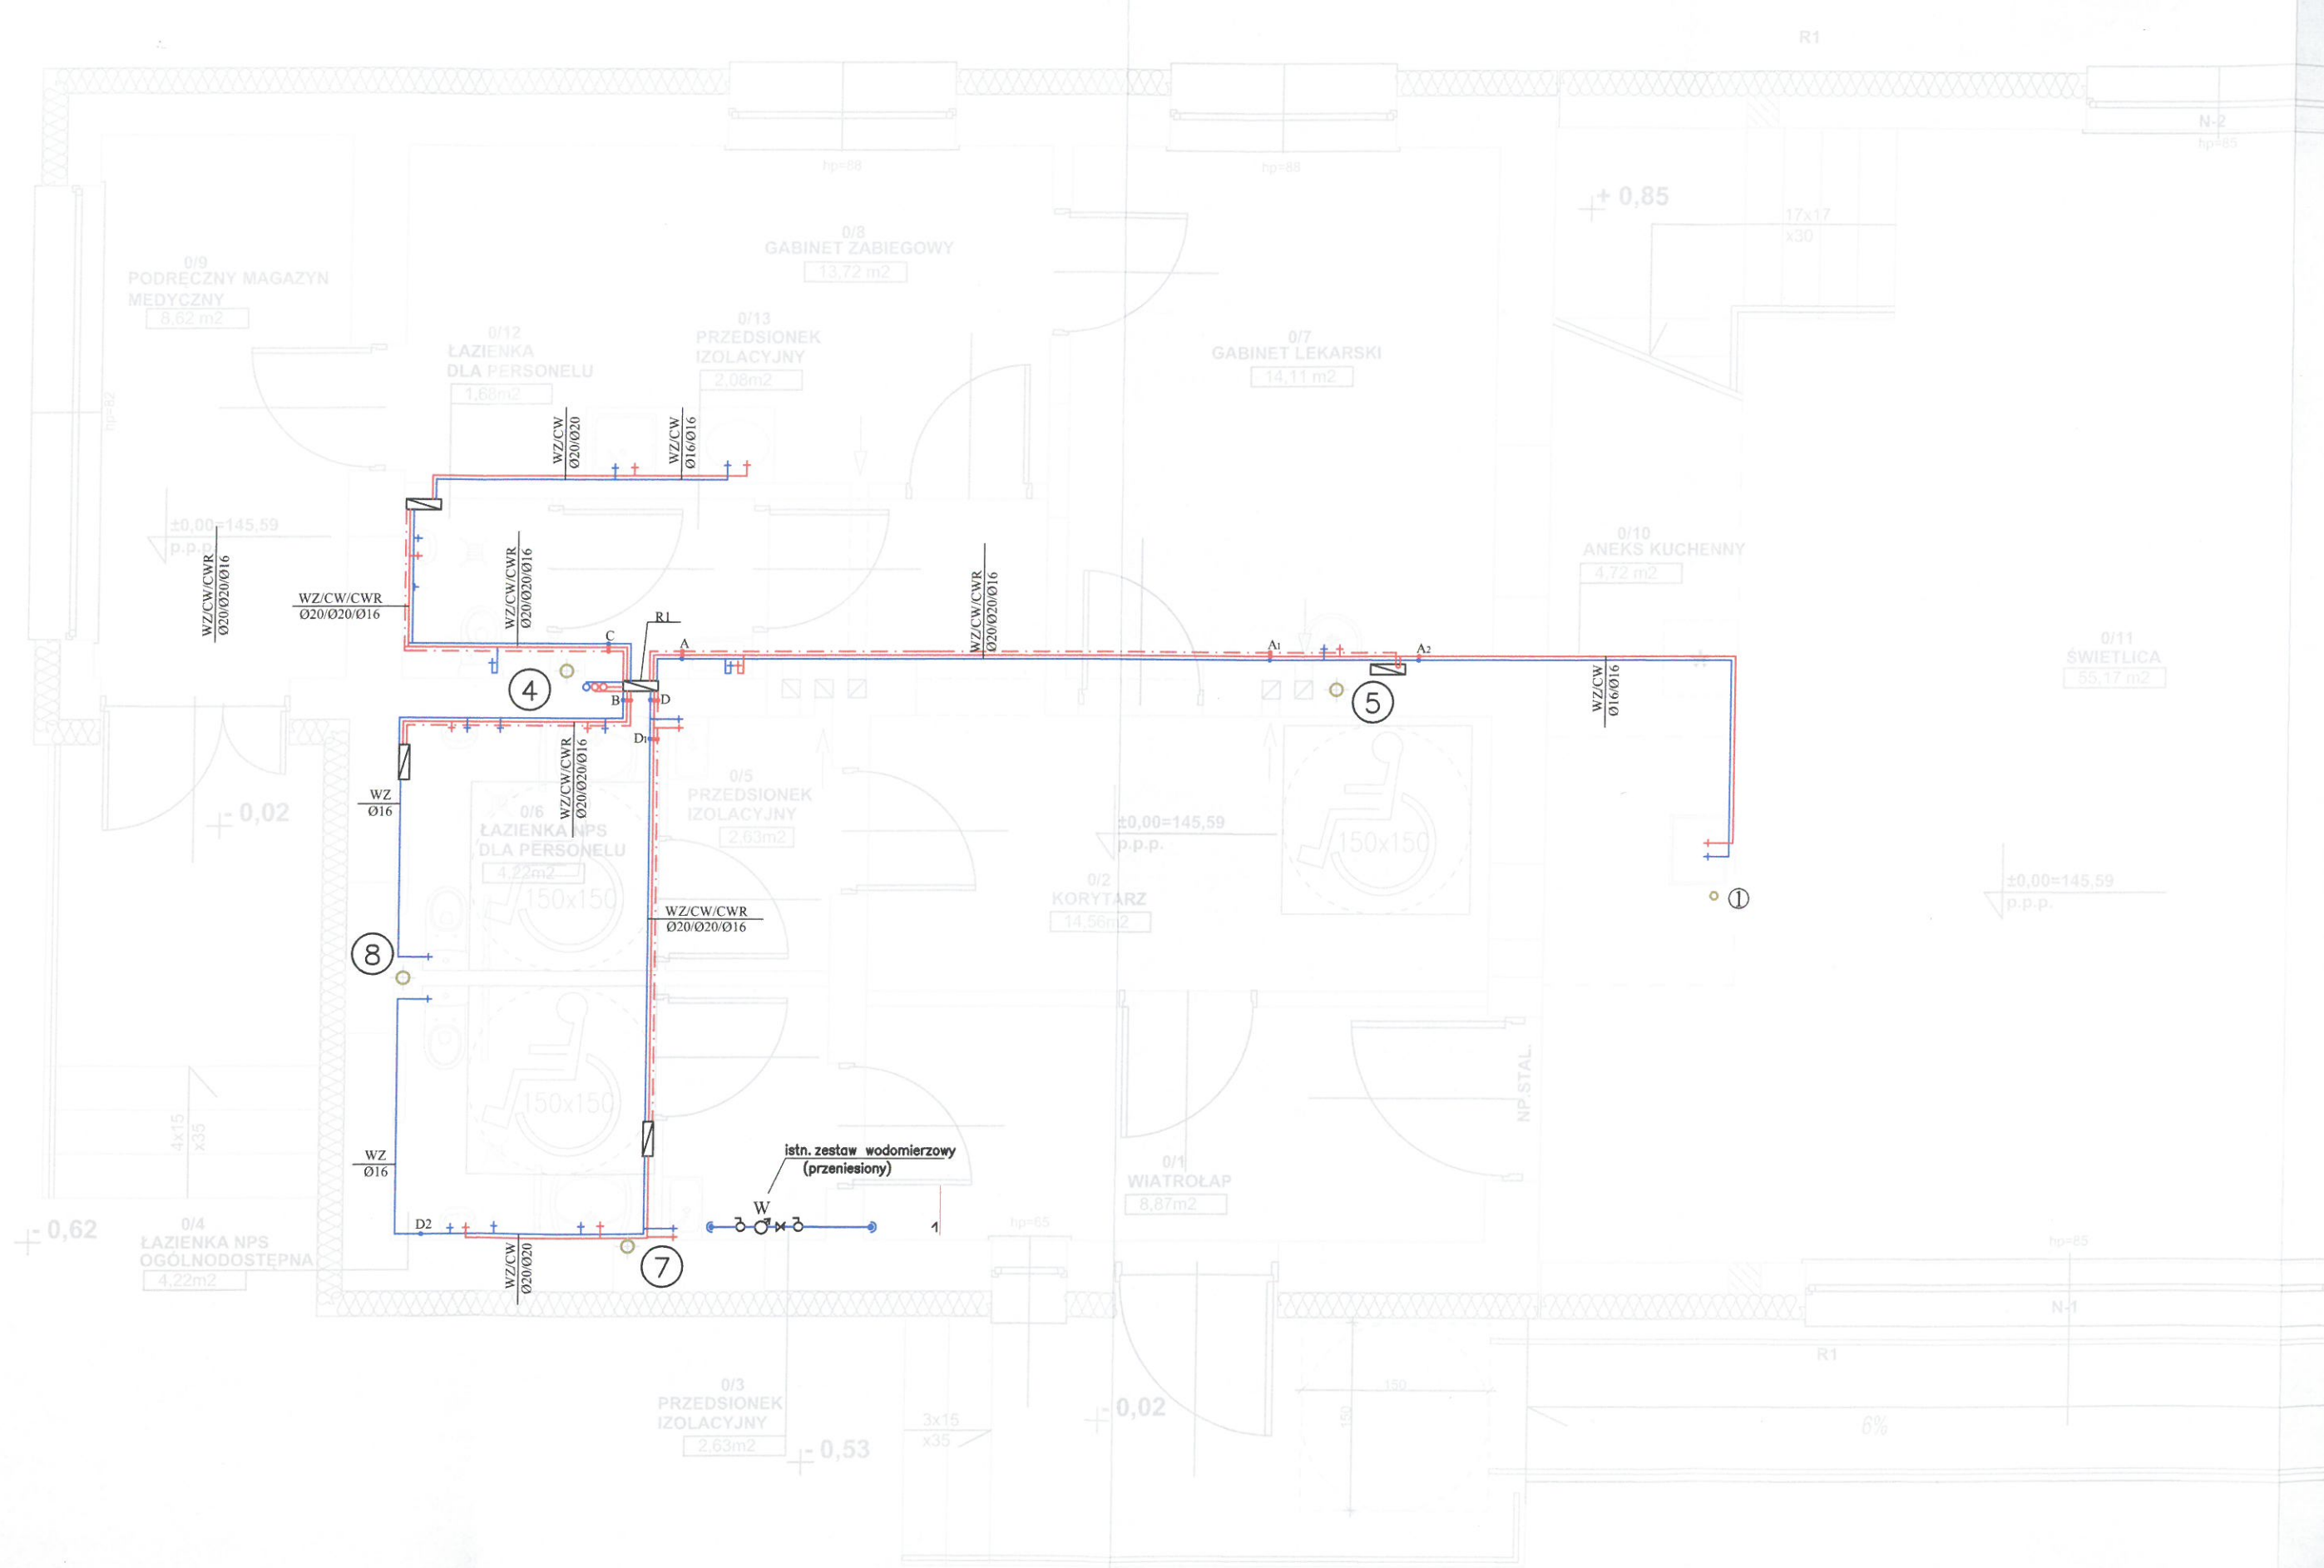 R1
N-2
hp=85
hp=88
hp=88
+ 0,85
17x17
x30
0/8
GABINET ZABIEGOWY
13,72 m2
0/9
PODRĘCZNY MAGAZYN
MEDYCZNY
8,62 m2
0/12
ŁAZIENKA
DLA PERSONELU
1,68m2
0/13
PRZEDSIONEK
IZOLACYJNY
2,08m2
0/7
GABINET LEKARSKI
14,11 m2
hp=82
WZ/CW
Ø20/Ø20
WZ/CW
Ø16/Ø16
±0,00=145,59
p.p.p.
WZ/CW/CWR
Ø20/Ø20/Ø16
WZ/CW/CWR
Ø20/Ø20/Ø16
WZ/CW/CWR
Ø20/Ø20/Ø16
WZ/CW/CWR
Ø20/Ø20/Ø16
0/10
ANEKS KUCHENNY
4,72 m2
R1
C
A
A1
A2
0/11
ŚWIETLICA
55,17 m2
4
B
D
5
WZ/CW
Ø16/Ø16
D1
WZ/CW/CWR
Ø20/Ø20/Ø16
WZ
Ø16
- 0,02
0/6
ŁAZIENKA NPS
DLA PERSONELU
4,22m2
150x150
0/5
PRZEDSIONEK
IZOLACYJNY
2,63m2
±0,00=145,59
p.p.p.
150x150
0/2
KORYTARZ
14,56m2
WZ/CW/CWR
Ø20/Ø20/Ø16
1
±0,00=145,59
p.p.p.
8
4x15
x35
150x150
NP.STAL.
WZ
Ø16
istn. zestaw wodomierzowy
(przeniesiony)
W
1
0/1
WIATROŁAP
8,87m2
- 0,62
0/4
ŁAZIENKA NPS
OGÓLNODOSTĘPNA
4,22m2
D2
WZ/CW
Ø20/Ø20
7
hp=65
hp=85
N-1
R1
0/3
PRZEDSIONEK
IZOLACYJNY
2,63m2
- 0,53
3x15
x35
- 0,02
150
150
6%